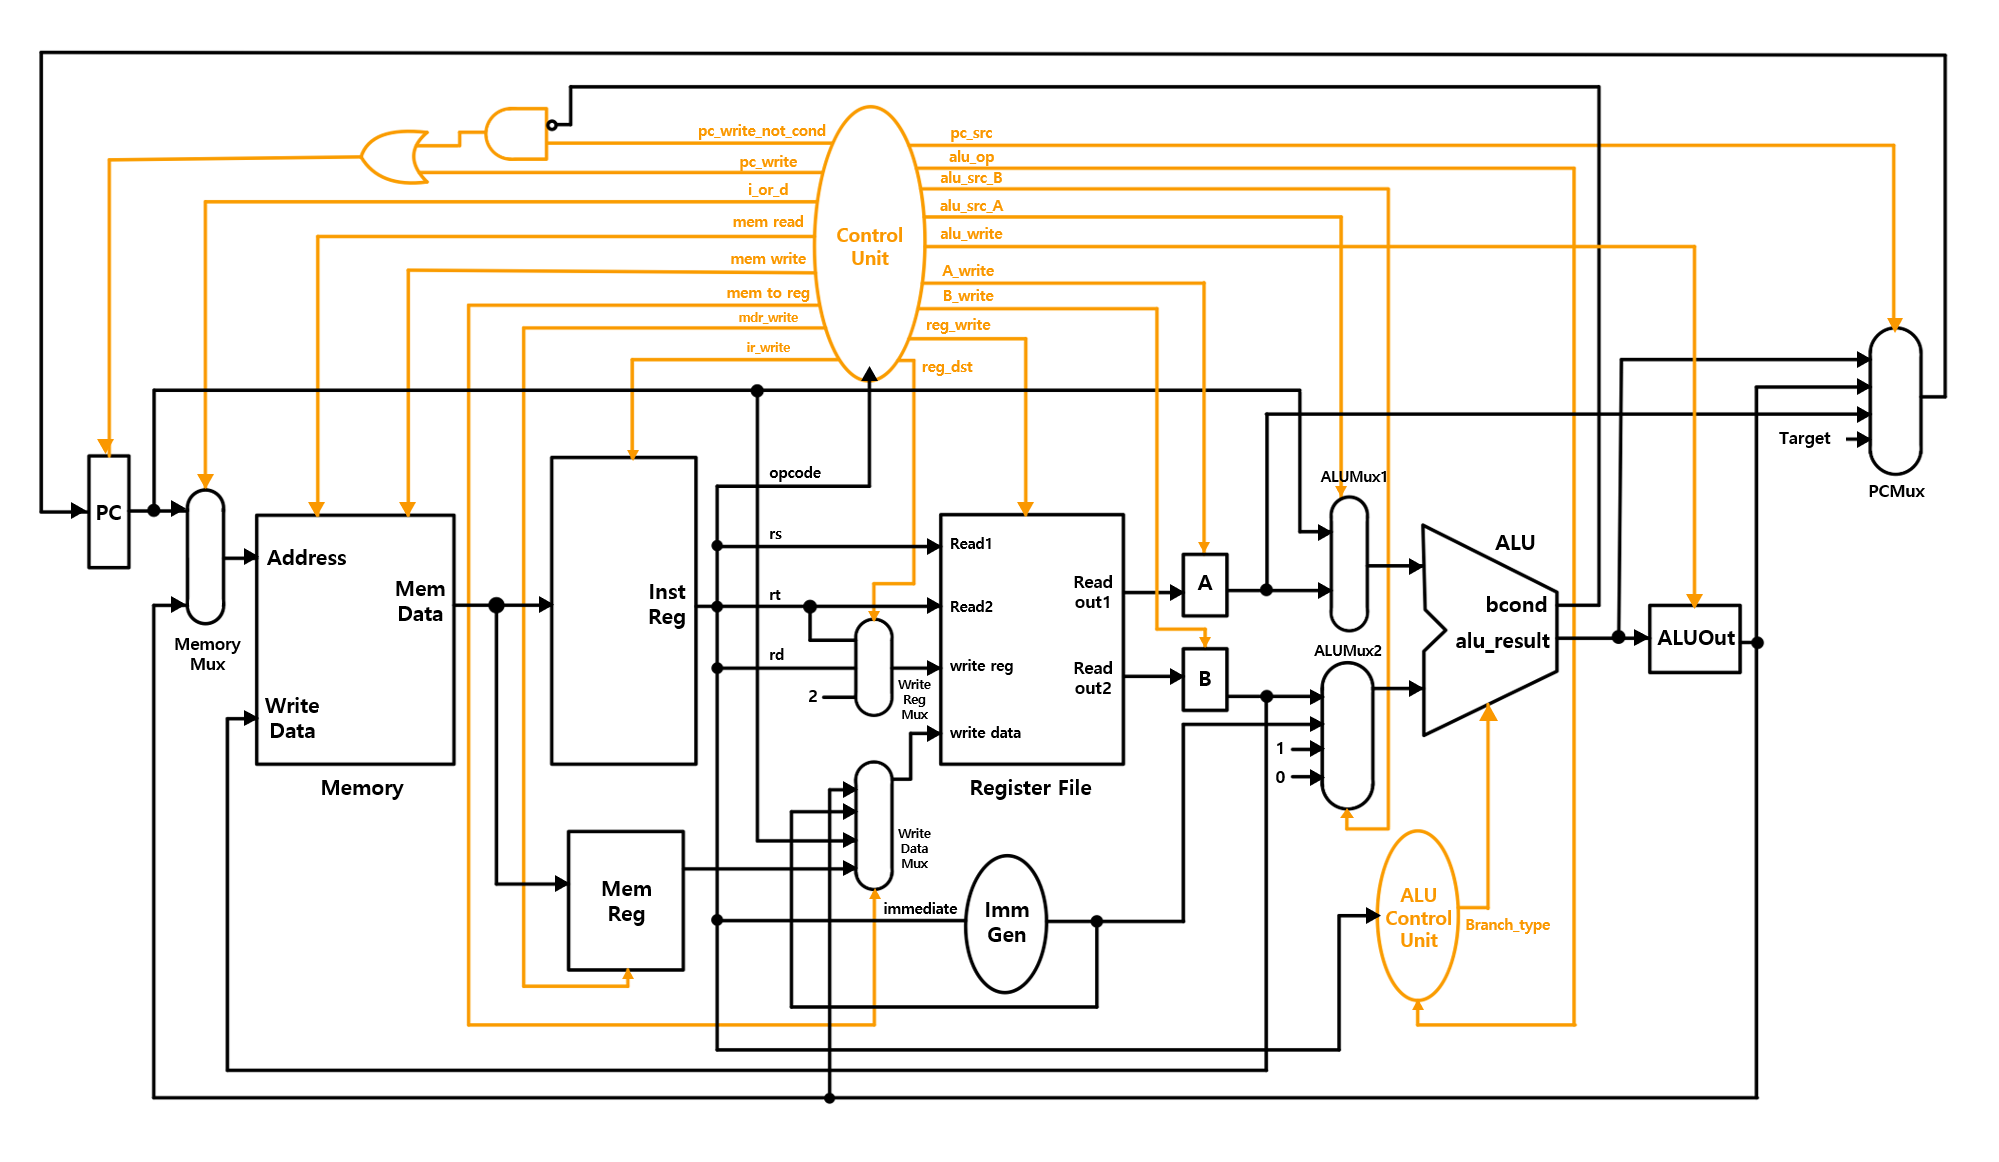 pc_write_not_cond
pc_write
i_or_d
mem read
mem write
mem to reg
mdr_write
ir_write
Control
Unit
pc_src
alu_op
alu_src_B
alu_src_A
alu_write
A_write
B_write
reg_write
reg_dst
PC
Memory
Mux
Address
Mem
Data
Write
Data
Memory
Inst
Reg
Mem
Reg
opcode
rs
rt
rd
2
Write
Reg
Mux
Write
Data
Mux
immediate
Imm
Gen
Read1
Read2
write reg
write data
Read
out1
Read
out2
Register File
A
B
ALUMux1
ALUMux2
1
0
ALU
bcond
alu_result
ALU
Control
Unit
Branch_type
ALUOut
Target
PCMux